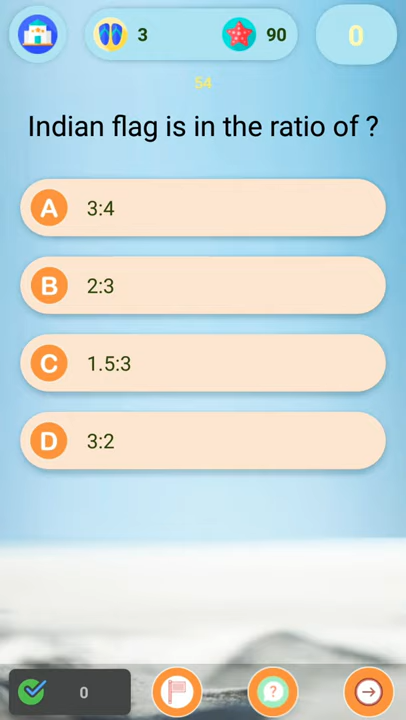 3 90 0
54
Indian flag is in the ratio of ?
A 3:4
B 2:3
C 1.5:3
D 3:2
0 ?